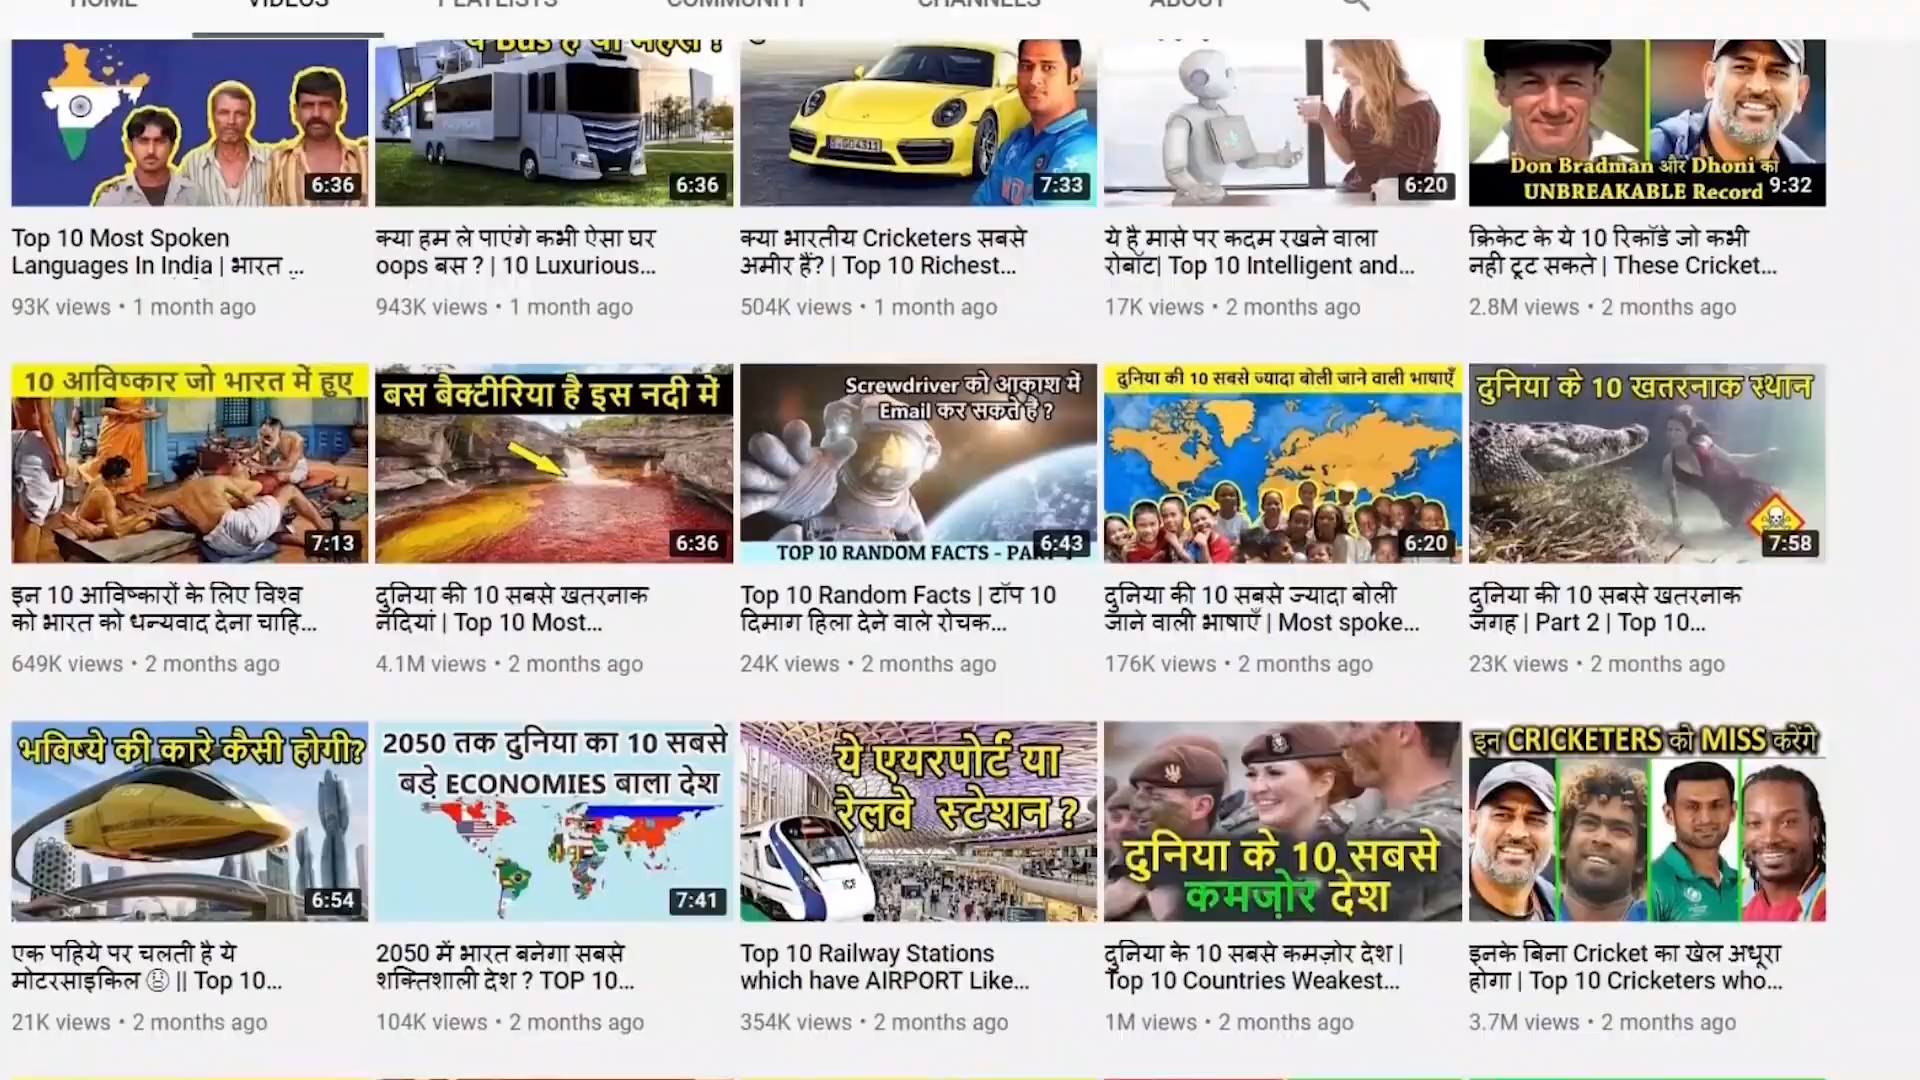 HOME VIDEOS PLAYLISTS COMMUNITY CHANNELS ABOUT
ये Bus है या महल ?
Don Bradman और Dhoni का
UNBREAKABLE Record
6:36 6:36 7:33 6:20 9:32
Top 10 Most Spoken
Languages In India | भारत ...
93K views • 1 month ago
क्या हम ले पाएंगे कभी ऐसा घर
oops बस ? | 10 Luxurious...
943K views • 1 month ago
क्या भारतीय Cricketers सबसे
अमीर हैं? | Top 10 Richest...
504K views • 1 month ago
ये है मार्स पर कदम रखने वाला
रोबॉट| Top 10 Intelligent and...
17K views • 2 months ago
क्रिकेट के ये 10 रिकॉर्ड जो कभी
नही टूट सकते | These Cricket...
2.8M views • 2 months ago
10 आविष्कार जो भारत में हुए
7:13
इन 10 आविष्कारों के लिए विश्व
को भारत को धन्यवाद देना चाहि...
649K views • 2 months ago
बस बैक्टीरिया है इस नदी में
6:36
दुनिया की 10 सबसे खतरनाक
नदियां | Top 10 Most...
4.1M views • 2 months ago
Screwdriver को आकाश में
Email कर सकते है ?
6:43
TOP 10 RANDOM FACTS - PART
Top 10 Random Facts | टॉप 10
दिमाग हिला देने वाले रोचक...
24K views • 2 months ago
दुनिया की 10 सबसे ज्यादा बोली जाने वाली भाषाएँ
6:20
दुनिया की 10 सबसे ज्यादा बोली
जाने वाली भाषाएँ | Most spoke...
176K views • 2 months ago
दुनिया के 10 खतरनाक स्थान
7:58
दुनिया की 10 सबसे खतरनाक
जगह | Part 2 | Top 10...
23K views • 2 months ago
भविष्ये की कारे कैसी होगी?
6:54
एक पहिये पर चलती है ये
मोटरसाइकिल 😨 || Top 10...
21K views • 2 months ago
2050 तक दुनिया का 10 सबसे
बड़े ECONOMIES बाला देश
7:41
2050 में भारत बनेगा सबसे
शक्तिशाली देश ? TOP 10...
104K views • 2 months ago
ये एयरपोर्ट या
रेलवे स्टेशन ?
ICF
Top 10 Railway Stations
which have AIRPORT Like...
354K views • 2 months ago
दुनिया के 10 सबसे
कमज़ोर देश
दुनिया के 10 सबसे कमज़ोर देश |
Top 10 Countries Weakest...
1M views • 2 months ago
इन CRICKETERS को MISS करेंगे
इनके बिना Cricket का खेल अधूरा
होगा | Top 10 Cricketers who...
3.7M views • 2 months ago